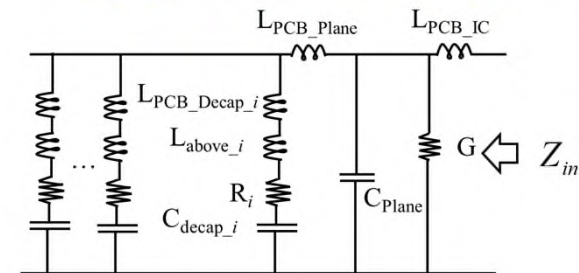 L_PCB_Plane
L_PCB_IC
L_PCB_Decap_i
L_above_i
...
R_i
C_decap_i
C_Plane
G
Z_in